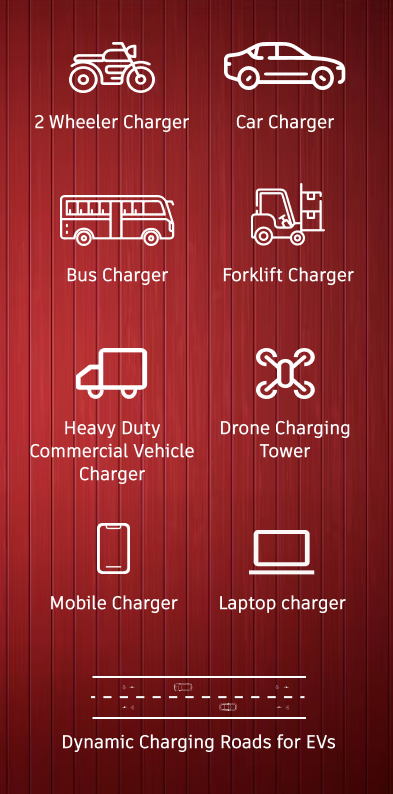 2 Wheeler Charger
Car Charger
Bus Charger
Forklift Charger
Heavy Duty
Commercial Vehicle
Charger
Drone Charging
Tower
Mobile Charger
Laptop charger
Dynamic Charging Roads for EVs